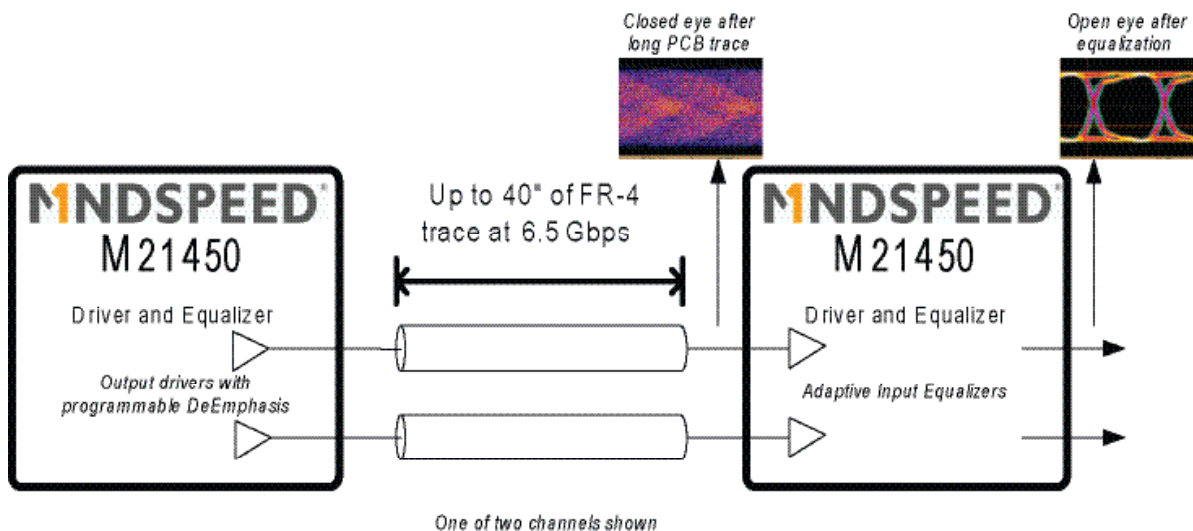 Closed eye after
long PCB trace
Open eye after
equalization
MNDSPEED®
M21450
Driver and Equalizer
Output drivers with
programmable DeEmphasis
Up to 40" of FR-4
trace at 6.5 Gbps
M1NDSPEED®
M21450
Driver and Equalizer
Adaptive Input Equalizers
One of two channels shown